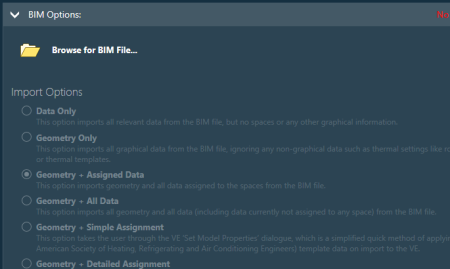 BIM Options:
Browse for BIM File...
Import Options
Data Only
This option imports all relevant data from the BIM file, but no spaces or any other graphical information.
Geometry Only
This option imports all graphical data from the BIM file. Ignoring any non-graphical data such as thermal settings like
or thermal templates.
Geometry + Assigned Data
This option imports geometry and all data assigned to the spaces from the BIM file.
Geometry + All Data
This option imports all geometry and all data (including data currently not assigned to any space) from the BIM file.
Geometry + Simple Assignment
This option takes the user through the VE 'Set Model Properties' dialogue, which is a simplified quick method of
American Society of Heating, Refrigerating and Air Conditioning Engineers) template data on import to the VE.
Geometry + Detailed Assignment